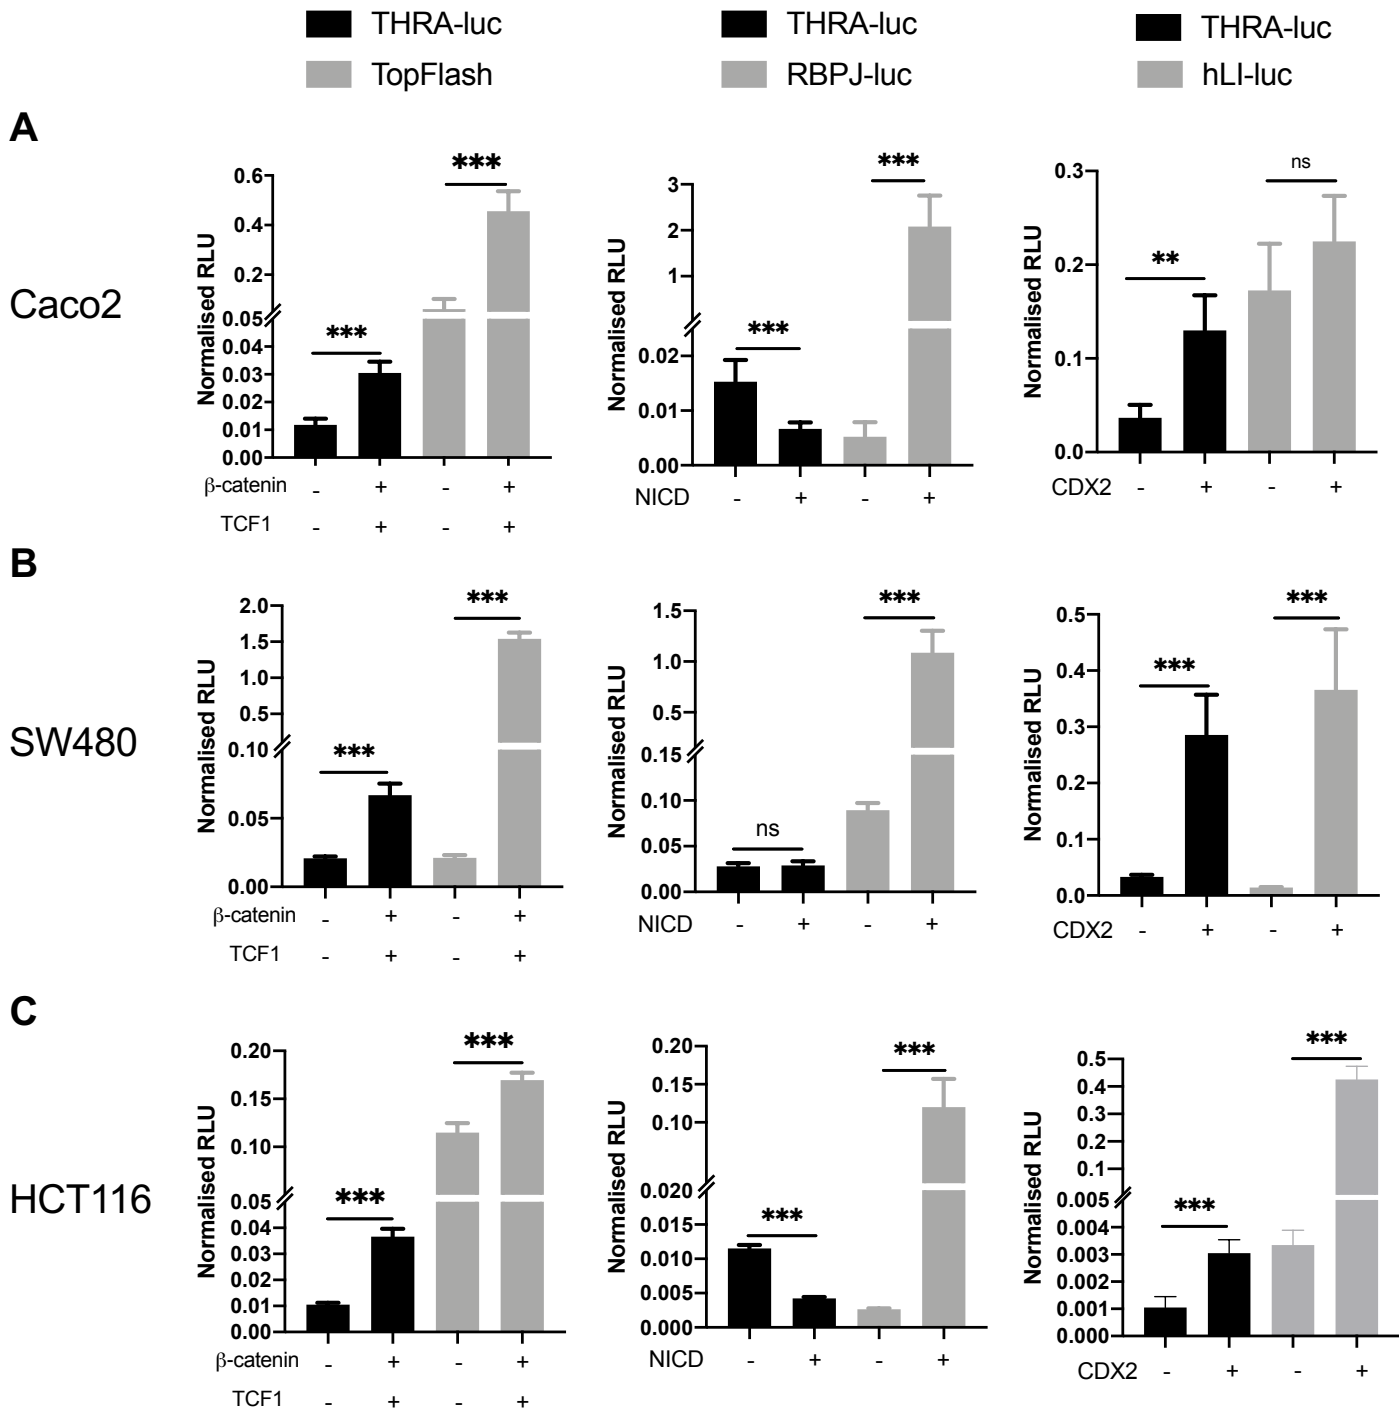 THRA-luc
TopFlash
THRA-luc
RBPJ-luc
THRA-luc
hLI-luc
A
Caco2
Normalised RLU
0.6
0.4
0.2
0.05
0.04
0.03
0.02
0.01
0.00
***
***
β-catenin - + - +
TCF1 - + - +
Normalised RLU
3
2
1
0.02
0.01
0.00
***
***
NICD - + - +
Normalised RLU
0.3
0.2
0.1
0.0
**
ns
CDX2 - + - +
B
SW480
Normalised RLU
2.0
1.5
1.0
0.5
0.10
0.05
0.00
***
***
β-catenin - + - +
TCF1 - + - +
Normalised RLU
1.5
1.0
0.5
0.15
0.10
0.05
0.00
ns
***
NICD - + - +
Normalised RLU
0.5
0.4
0.3
0.2
0.1
0.0
***
***
CDX2 - + - +
C
HCT116
Normalised RLU
0.20
0.15
0.10
0.05
0.04
0.03
0.02
0.01
0.00
***
***
β-catenin - + - +
TCF1 - + - +
Normalised RLU
0.20
0.15
0.10
0.020
0.015
0.010
0.005
0.000
***
***
NICD - + - +
Normalised RLU
0.5
0.4
0.3
0.2
0.1
0.005
0.004
0.003
0.002
0.001
0.000
***
***
CDX2 - + - +